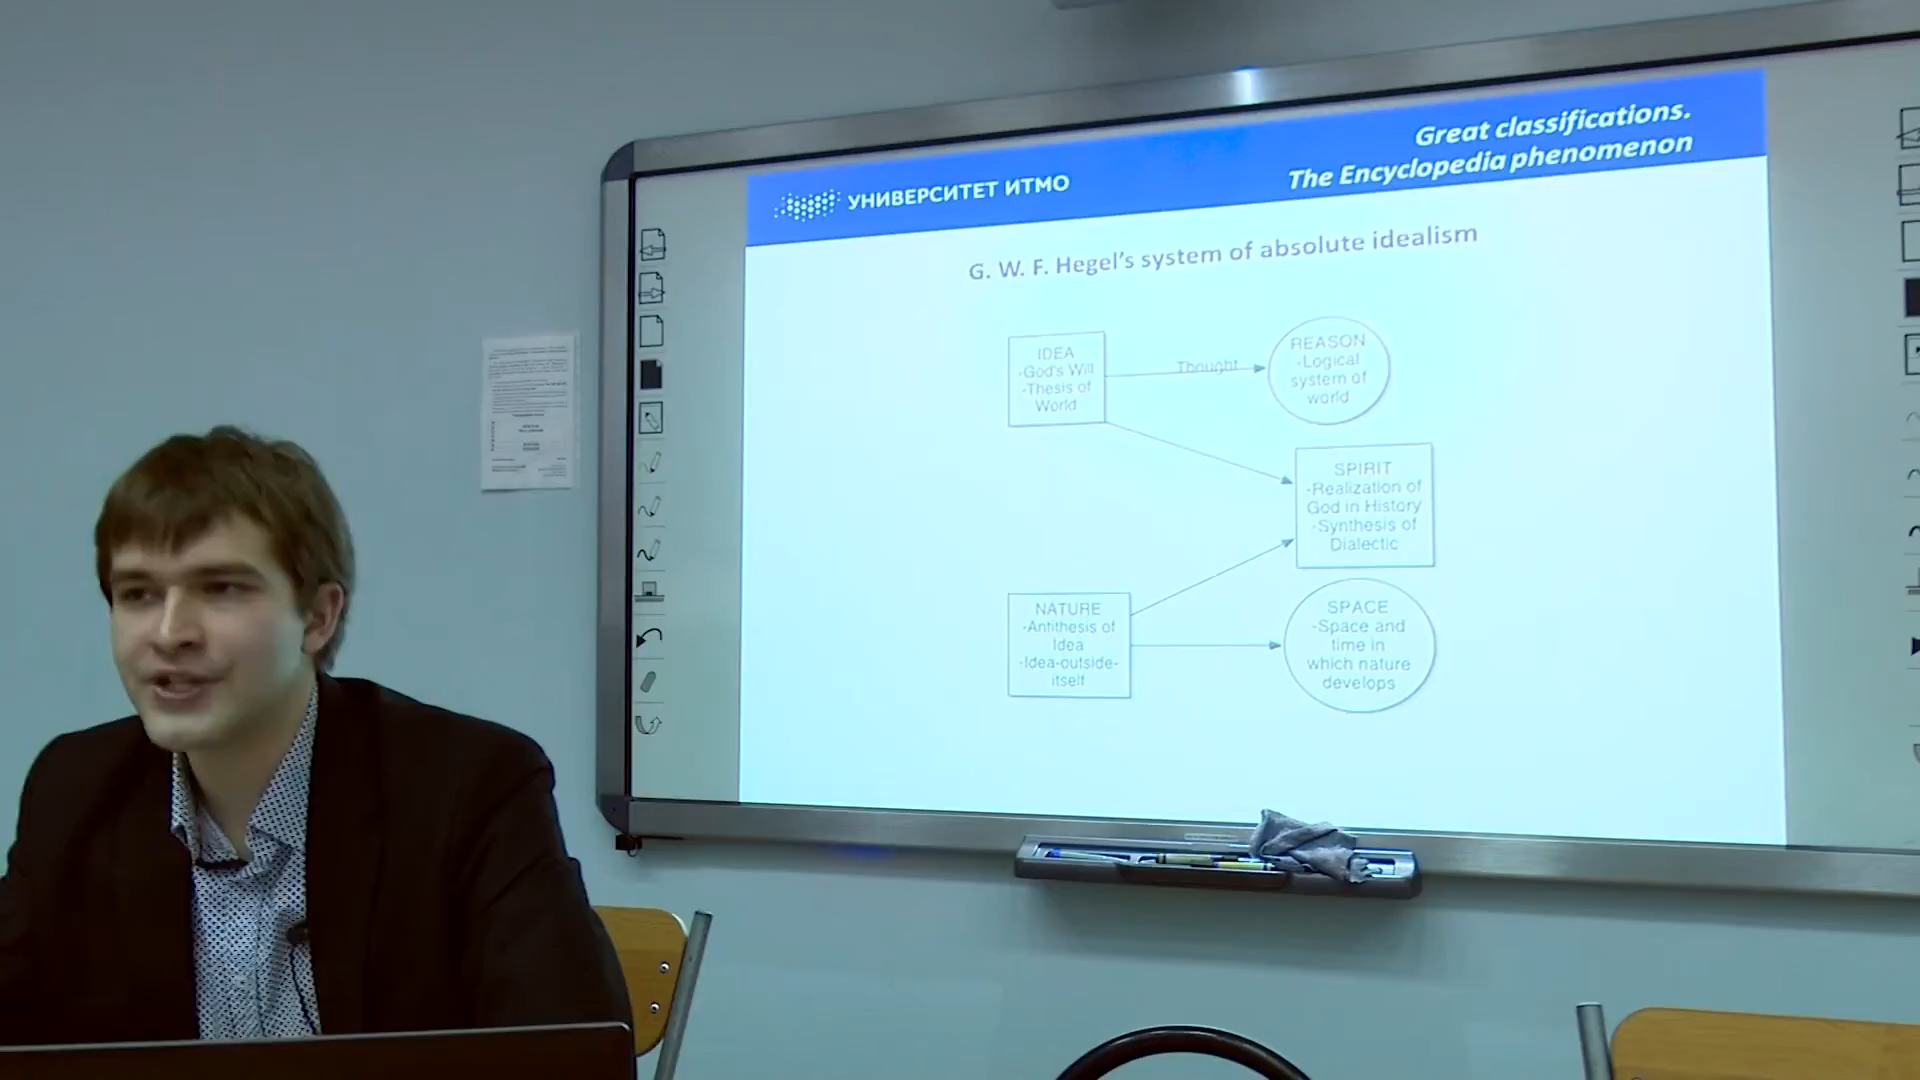 Great classifications.
The Encyclopedia phenomenon
УНИВЕРСИТЕТ ИТМО
G. W. F. Hegel's system of absolute idealism
IDEA
-God's Will
-Thesis of
World
Thought
REASON
-Logical
system of
world
SPIRIT
-Realization of
God in History
-Synthesis of
Dialectic
NATURE
-Antithesis of
Idea
-Idea-outside-
itself
SPACE
-Space and
time in
which nature
develops